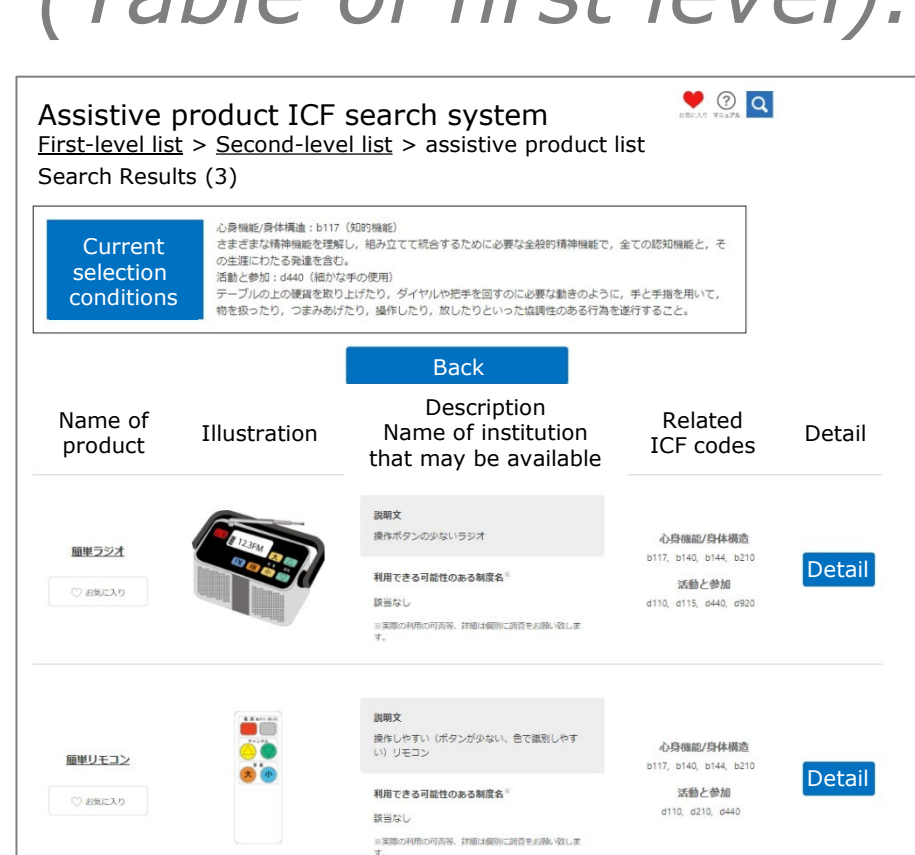 (Table of first level).
Assistive product ICF search system
お気に入り マニュアル
First-level list > Second-level list > assistive product list
Search Results (3)
Current
selection
conditions
心身機能/身体構造：b117（知的機能）
さまざまな精神機能を理解し，組み立てて統合するために必要な全般的精神機能で，全ての認知機能と，そ
の生涯にわたる発達を含む。
活動と参加：d440（細かな手の使用）
テーブルの上の硬貨を取り上げたり，ダイヤルや把手を回すのに必要な動きのように，手と手指を用いて，
物を扱ったり，つまみあげたり，操作したり，放したりといった協調性のある行為を遂行すること。
Back
Name of
product
Illustration
Description
Name of institution
that may be available
Related
ICF codes
Detail
簡単ラジオ
♡ お気に入り
12.3FM
大
小
説明文
操作ボタンの少ないラジオ
利用できる可能性のある制度名※
該当なし
※実際の利用の可否等、詳細は個別に調査をお願い致しま
す。
心身機能/身体構造
b117, b140, b144, b210
活動と参加
d110, d115, d440, d920
Detail
簡単リモコン
♡ お気に入り
電源
チャンネル
音量
大 小
説明文
操作しやすい（ボタンが少ない、色で識別しやす
い）リモコン
利用できる可能性のある制度名※
該当なし
※実際の利用の可否等、詳細は個別に調査をお願い致しま
す。
心身機能/身体構造
b117, b140, b144, b210
活動と参加
d110, d210, d440
Detail